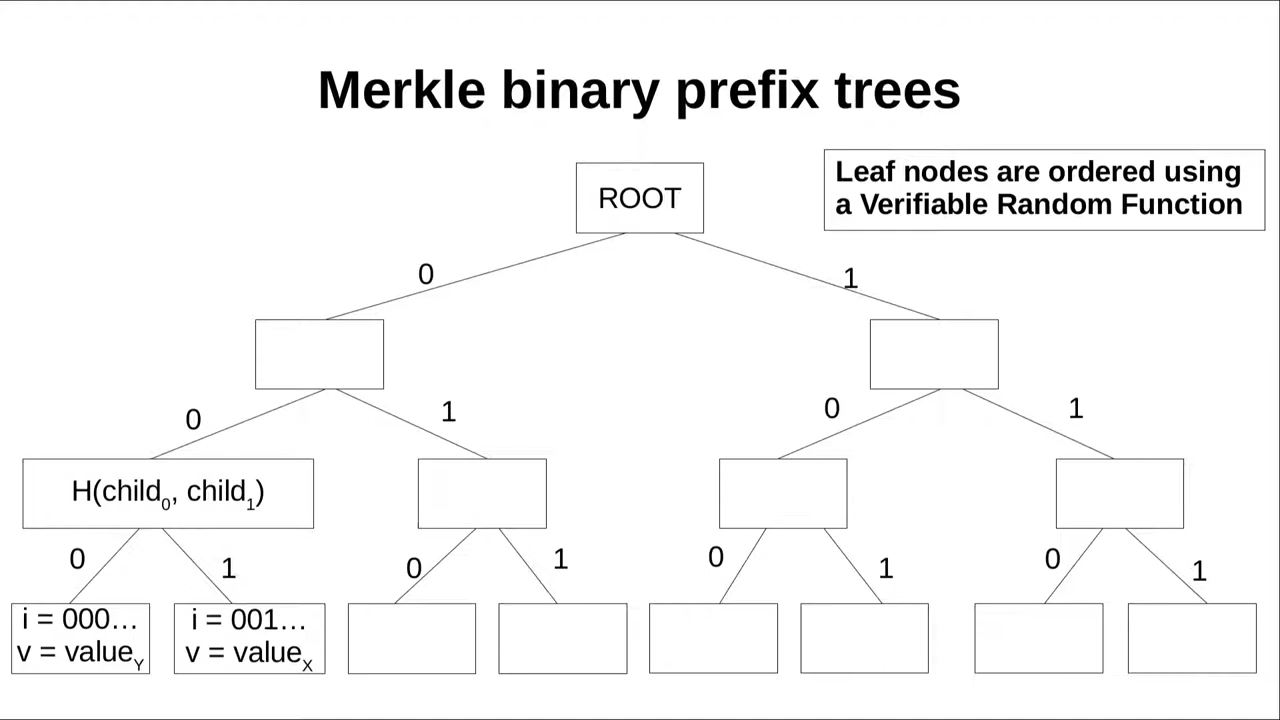 Merkle binary prefix trees
Leaf nodes are ordered using
a Verifiable Random Function
ROOT
0
1
0
1
0
1
H(child₀, child₁)
0
1
0
1
0
1
0
1
i = 000…
v = valueY
i = 001…
v = valueX